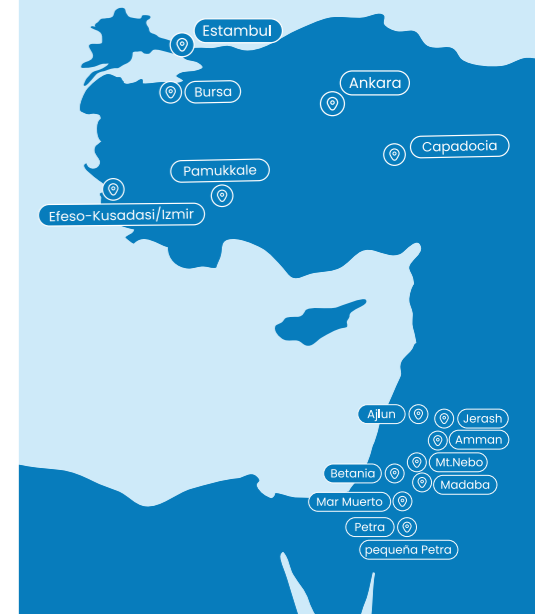 Estambul
Bursa
Ankara
Capadocia
Pamukkale
Efeso-Kusadasi/Izmir
Ajlun
Jerash
Amman
Mt.Nebo
Betania
Madaba
Mar Muerto
Petra
pequeña Petra